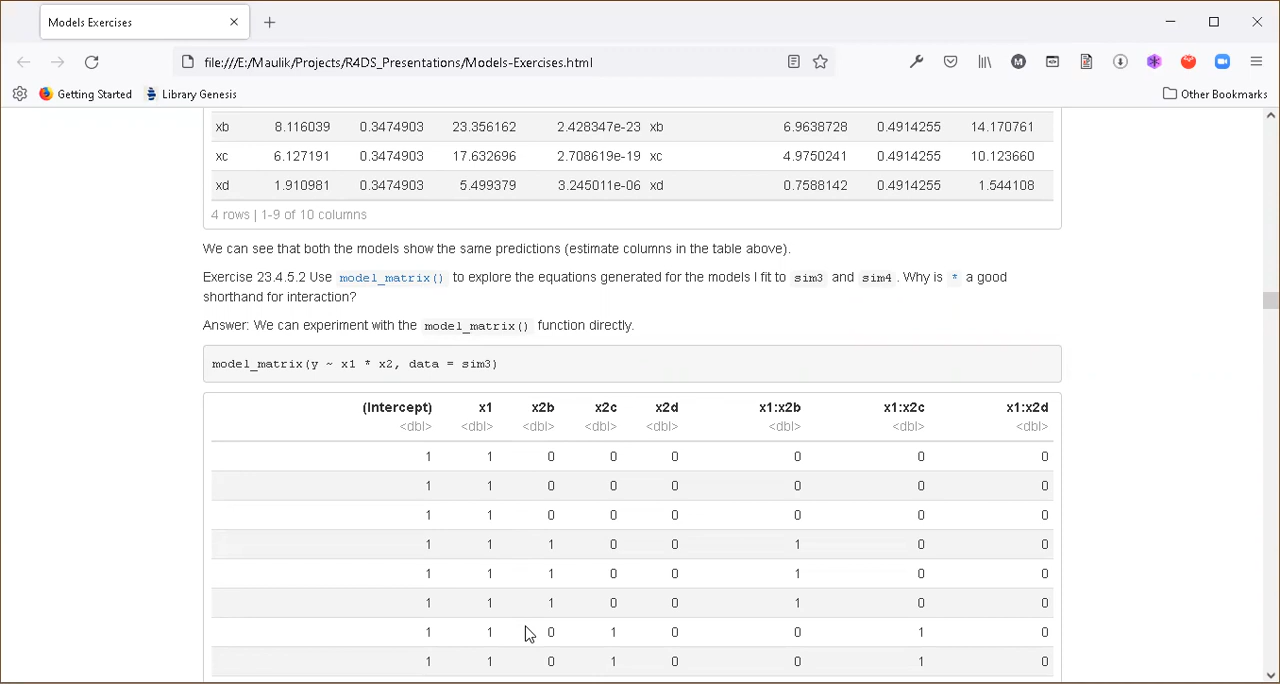 Models Exercises
file:///E:/Maulik/Projects/R4DS_Presentations/Models-Exercises.html
Getting Started Library Genesis Other Bookmarks
xb 8.116039 0.3474903 23.356162 2.428347e-23 xb 6.9638728 0.4914255 14.170761
xc 6.127191 0.3474903 17.632696 2.708619e-19 xc 4.9750241 0.4914255 10.123660
xd 1.910981 0.3474903 5.499379 3.245011e-06 xd 0.7588142 0.4914255 1.544108
4 rows | 1-9 of 10 columns
We can see that both the models show the same predictions (estimate columns in the table above).
Exercise 23.4.5.2 Use model_matrix() to explore the equations generated for the models I fit to sim3 and sim4 . Why is * a good
shorthand for interaction?
Answer: We can experiment with the model_matrix() function directly.
model_matrix(y ~ x1 * x2, data = sim3)
(Intercept) x1 x2b x2c x2d x1:x2b x1:x2c x1:x2d
<dbl> <dbl> <dbl> <dbl> <dbl> <dbl> <dbl> <dbl>
1 1 0 0 0 0 0 0
1 1 0 0 0 0 0 0
1 1 0 0 0 0 0 0
1 1 1 0 0 1 0 0
1 1 1 0 0 1 0 0
1 1 1 0 0 1 0 0
1 1 0 1 0 0 1 0
1 1 0 1 0 0 1 0